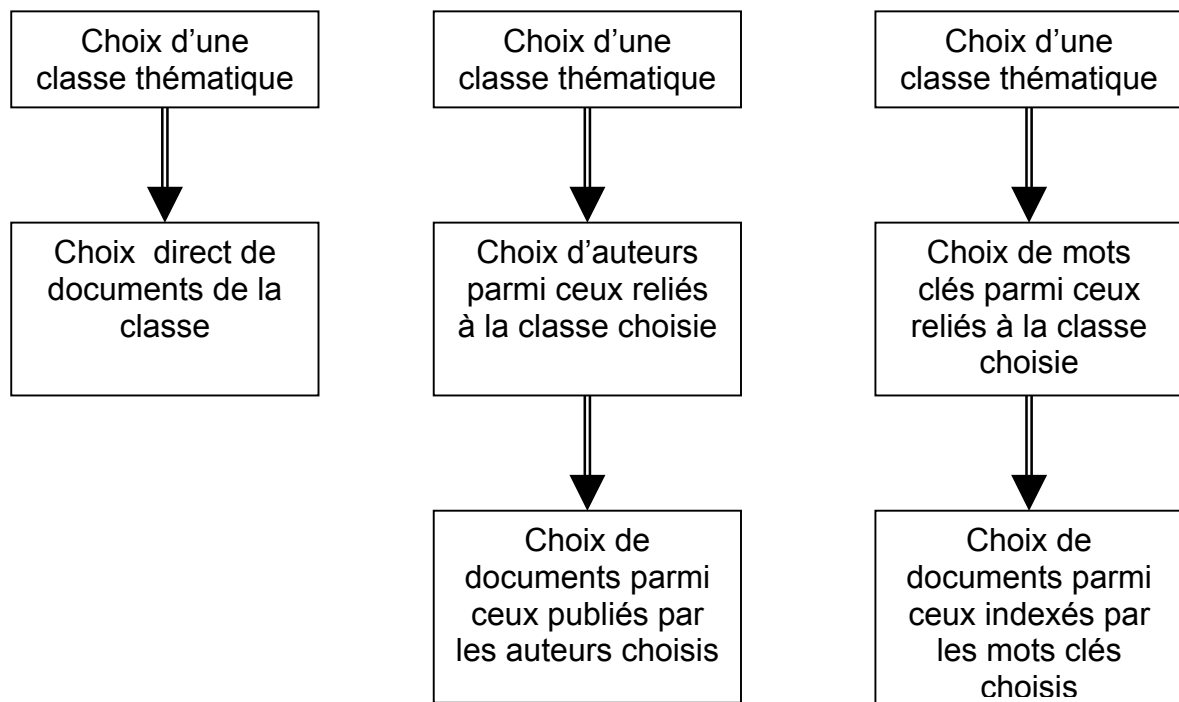 Choix d’une
classe thématique
Choix direct de
documents de la
classe
Choix d’une
classe thématique
Choix d’auteurs
parmi ceux reliés
à la classe choisie
Choix de
documents parmi
ceux publiés par
les auteurs choisis
Choix d’une
classe thématique
Choix de mots
clés parmi ceux
reliés à la classe
choisie
Choix de
documents parmi
ceux indexés par
les mots clés
choisis